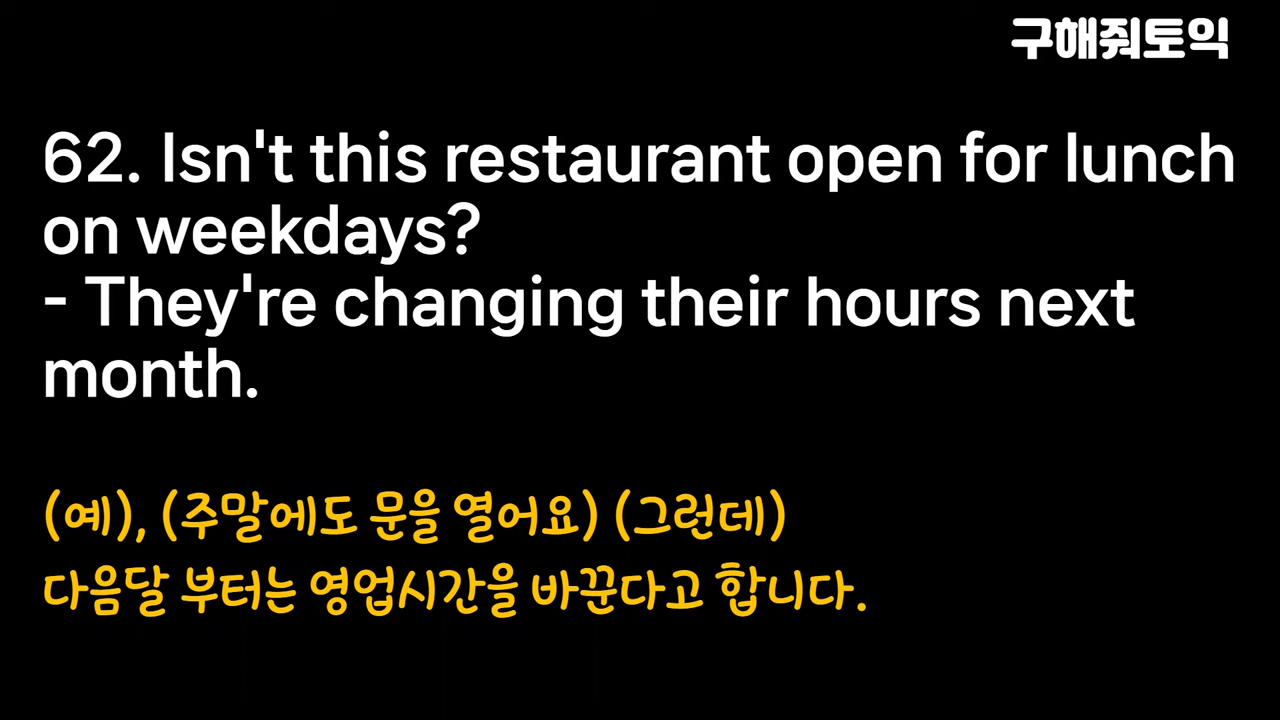 구해줘토익
62. Isn't this restaurant open for lunch
on weekdays?
- They're changing their hours next
month.
(예), (주말에도 문을 열어요) (그런데)
다음달 부터는 영업시간을 바꾼다고 합니다.